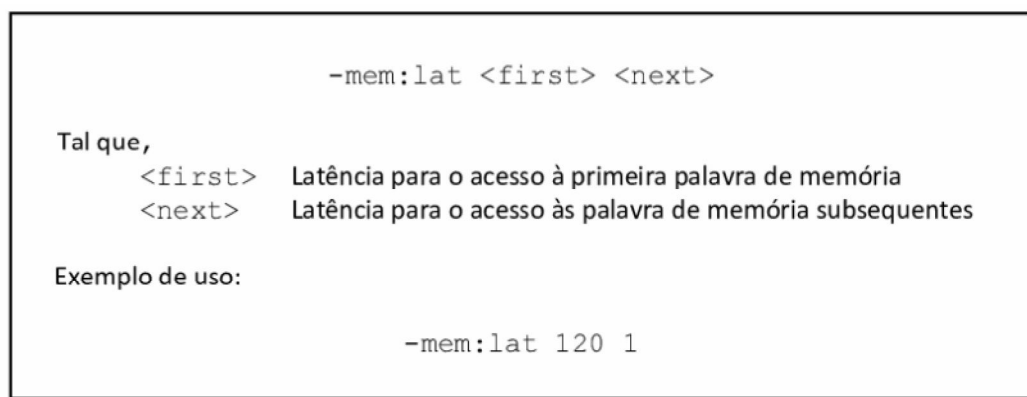 -mem:lat <first> <next>
Tal que,
<first> Latência para o acesso à primeira palavra de memória
<next> Latência para o acesso às palavra de memória subsequentes
Exemplo de uso:
-mem:lat 120 1